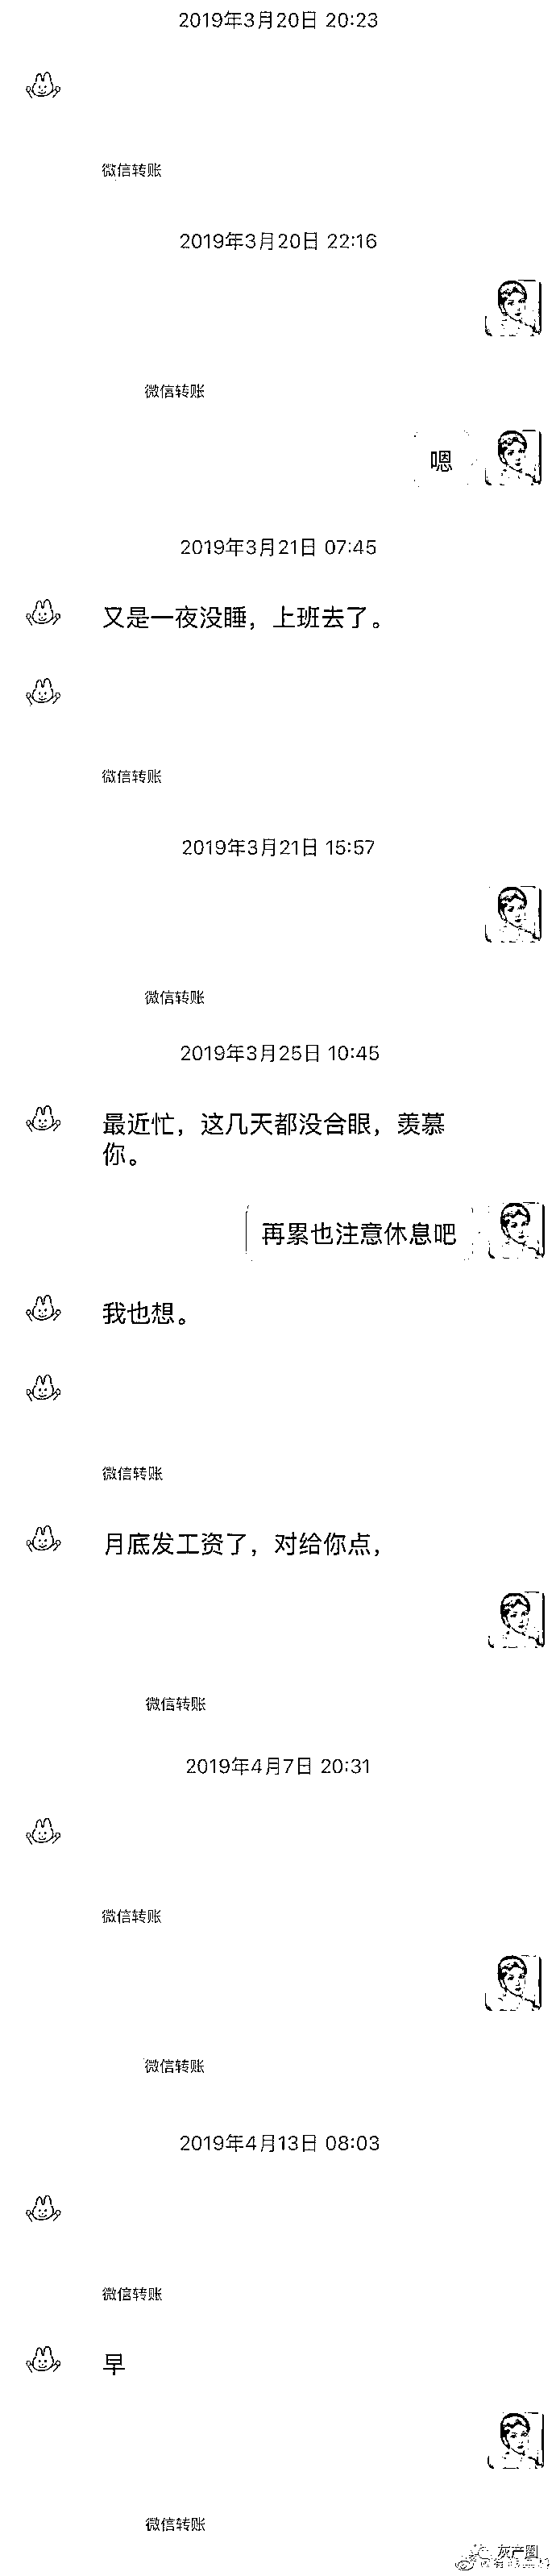 2019年3月20日 20:23
微信转账
2019年3月20日 22:16
微信转账
嗯
2019年3月21日 07:45
又是一夜没睡，上班去了。
微信转账
2019年3月21日 15:57
微信转账
2019年3月25日 10:45
最近忙，这几天都没合眼，羡慕
你。
再累也注意休息吧
我也想。
微信转账
月底发工资了，对给你点，
微信转账
2019年4月7日 20:31
微信转账
微信转账
2019年4月13日 08:03
微信转账
早
微信转账
灰产圈